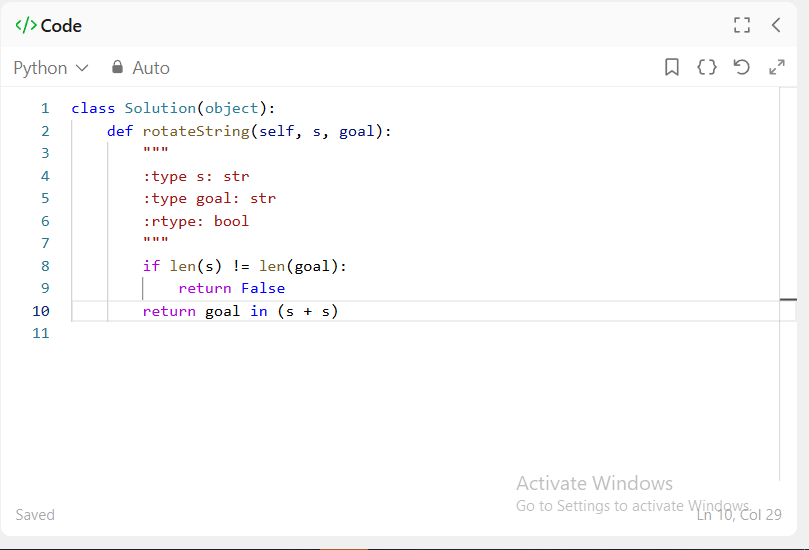 </> Code
Python Auto
1 class Solution(object):
2     def rotateString(self, s, goal):
3         """
4         :type s: str
5         :type goal: str
6         :rtype: bool
7         """
8         if len(s) != len(goal):
9             return False
10         return goal in (s + s)
11
Activate Windows
Go to Settings to activate Windows.
Saved Ln 10, Col 29